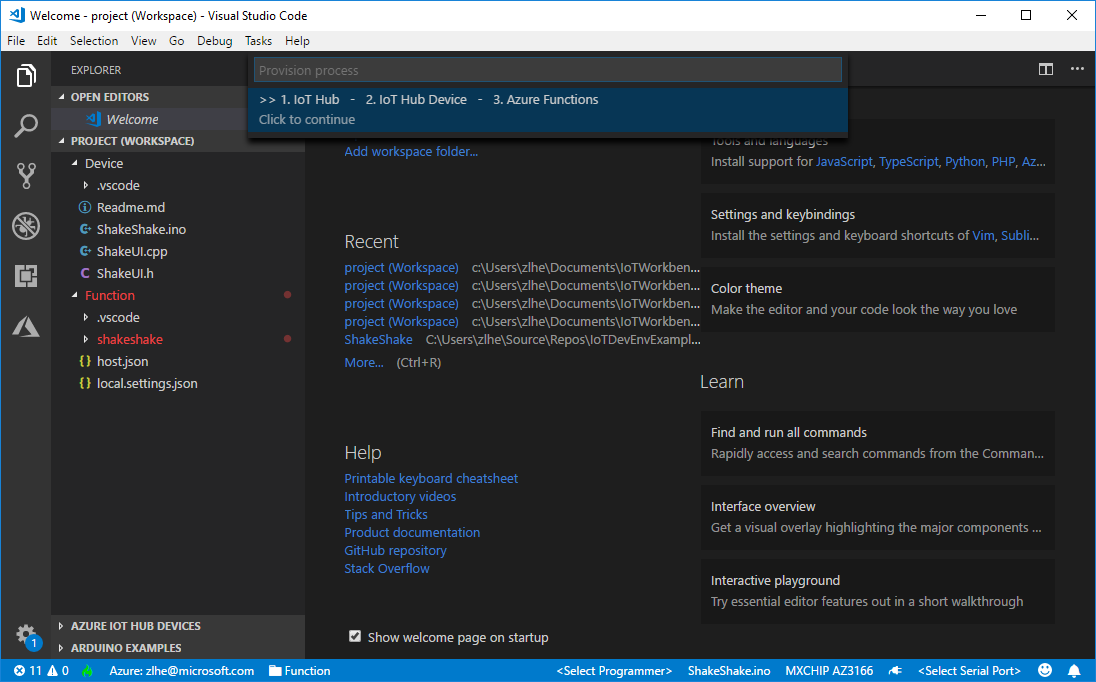 Welcome - project (Workspace) - Visual Studio Code
File Edit Selection View Go Debug Tasks Help
EXPLORER
OPEN EDITORS
Welcome
PROJECT (WORKSPACE)
Device
.vscode
Readme.md
ShakeShake.ino
ShakeUI.cpp
ShakeUI.h
Function
.vscode
shakeshake
host.json
local.settings.json
AZURE IOT HUB DEVICES
ARDUINO EXAMPLES
Provision process
>> 1. IoT Hub - 2. IoT Hub Device - 3. Azure Functions
Click to continue
Add workspace folder...
Recent
project (Workspace) c:\Users\zlhe\Documents\IoTWorkben...
project (Workspace) c:\Users\zlhe\Documents\IoTWorkben...
project (Workspace) c:\Users\zlhe\Documents\IoTWorkben...
project (Workspace) c:\Users\zlhe\Documents\IoTWorkben...
ShakeShake C:\Users\zlhe\Source\Repos\IoTDevEnvExampl...
More... (Ctrl+R)
Help
Printable keyboard cheatsheet
Introductory videos
Tips and Tricks
Product documentation
GitHub repository
Stack Overflow
Show welcome page on startup
Tools and languages
Install support for JavaScript, TypeScript, Python, PHP, Az...
Settings and keybindings
Install the settings and keyboard shortcuts of Vim, Subli...
Color theme
Make the editor and your code look the way you love
Learn
Find and run all commands
Rapidly access and search commands from the Comman...
Interface overview
Get a visual overlay highlighting the major components ...
Interactive playground
Try essential editor features out in a short walkthrough
1
11 0 Azure: zlhe@microsoft.com Function <Select Programmer> ShakeShake.ino MXCHIP AZ3166 <Select Serial Port>